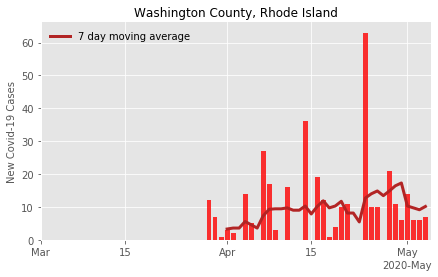 Washington County, Rhode Island
7 day moving average
New Covid-19 Cases
60
50
40
30
20
10
0
Mar
15
Apr
15
May
2020-May